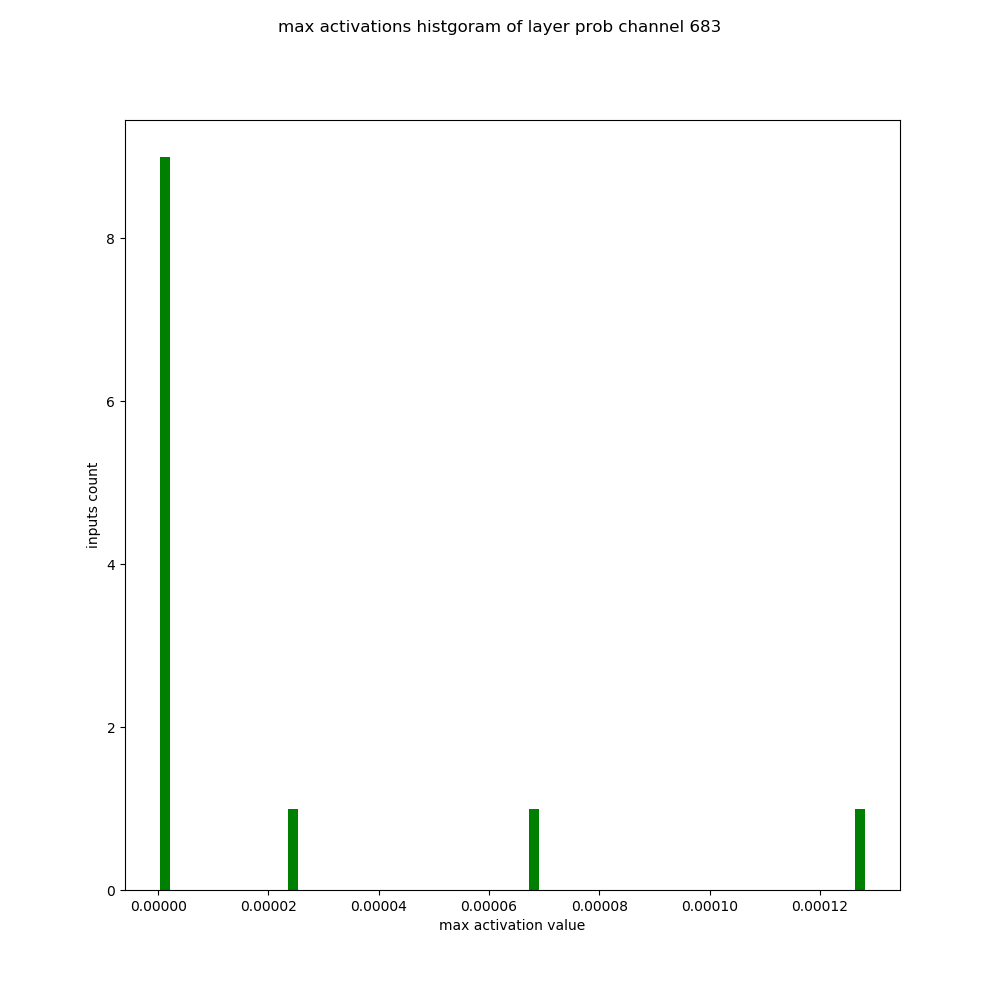 max activations histgoram of layer prob channel 683
8
6
inputs count
4
2
0
0.00000 0.00002 0.00004 0.00006 0.00008 0.00010 0.00012
max activation value